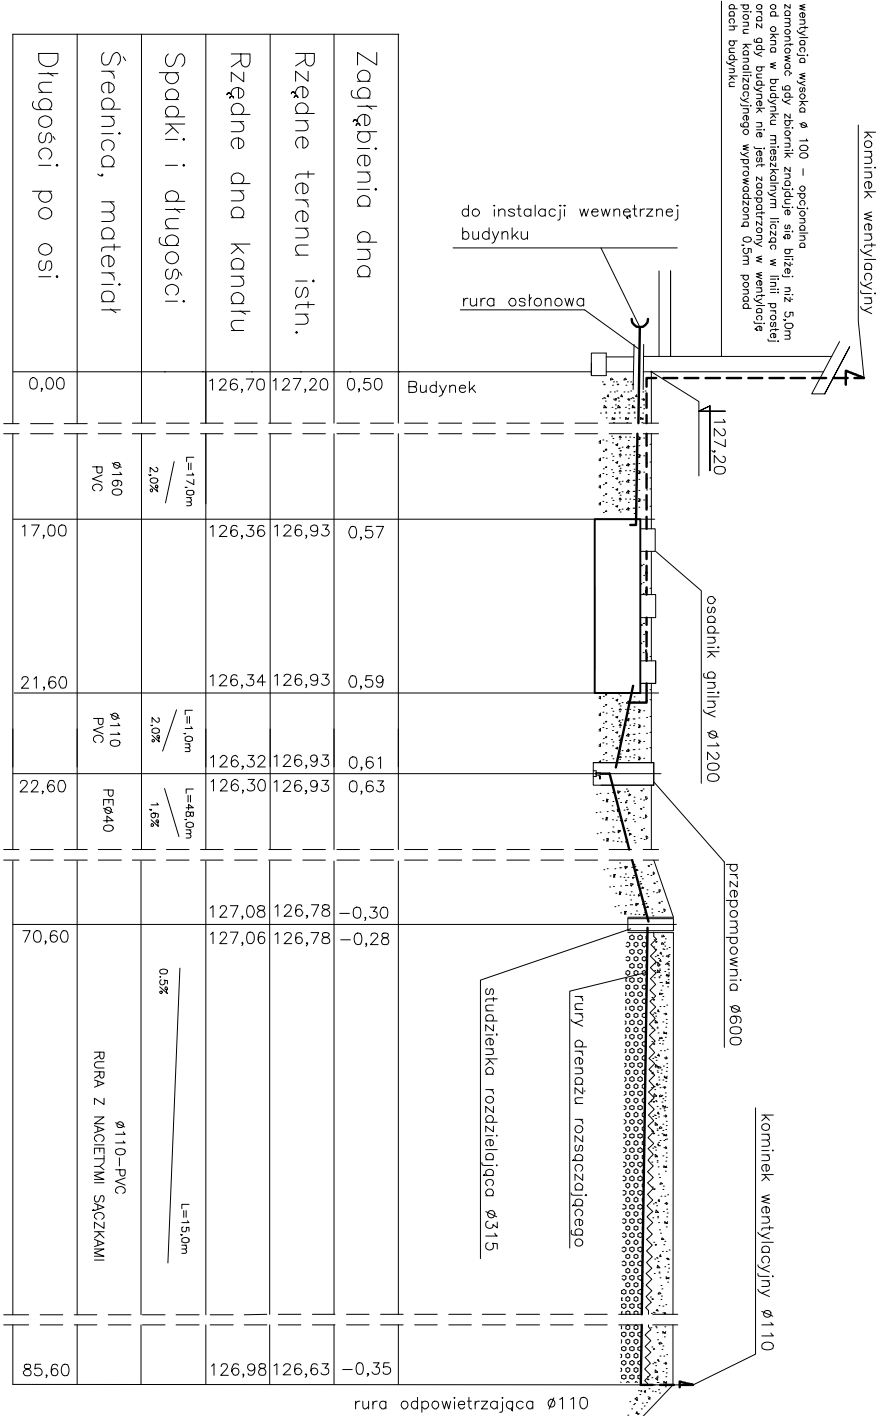 wentylacja wysoka ø 100 – opcjonalna
zamontować gdy zbiornik znajduje się bliżej niż 5,0m
od okna w budynku mieszkalnym licząc w linii prostej
oraz gdy budynek nie jest zaopatrzony w wentylację
pionu kanalizacyjnego wyprowadzoną 0,5m ponad
dach budynku
kominek wentylacyjny
do instalacji wewnętrznej
budynku
rura osłonowa
127,20
osadnik gnilny ø1200
przepompownia ø600
studzienka rozdzielająca ø315
rury drenażu rozsączającego
kominek wentylacyjny ø110
rura odpowietrzająca ø110
Budynek
Zagłębienia dna
0,50
0,57
0,59
0,61
0,63
−0,30
−0,28
−0,35
Rzędne terenu istn.
127,20
126,93
126,93
126,93
126,93
126,78
126,78
126,63
Rzędne dna kanału
126,70
126,36
126,34
126,32
126,30
127,08
127,06
126,98
Spadki i długości
L=17,0m
2,0%
L=1,0m
2,0%
L=48,0m
1,6%
0.5%
L=15,0m
Średnica, materiał
ø160
PVC
ø110
PVC
PEø40
ø110–PVC
RURA Z NACIETYMI SĄCZKAMI
Długości po osi
0,00
17,00
21,60
22,60
70,60
85,60